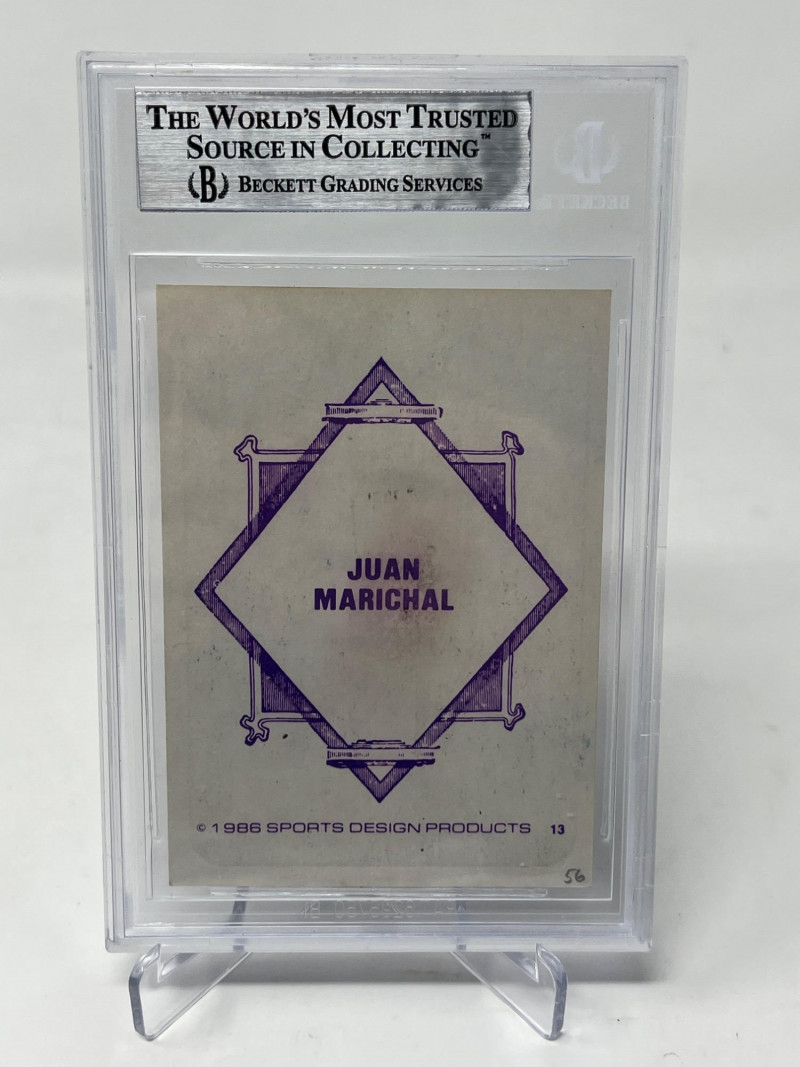 THE WORLD'S MOST TRUSTED
SOURCE IN COLLECTING™
B BECKETT GRADING SERVICES
JUAN
MARICHAL
© 1986 SPORTS DESIGN PRODUCTS 13
56